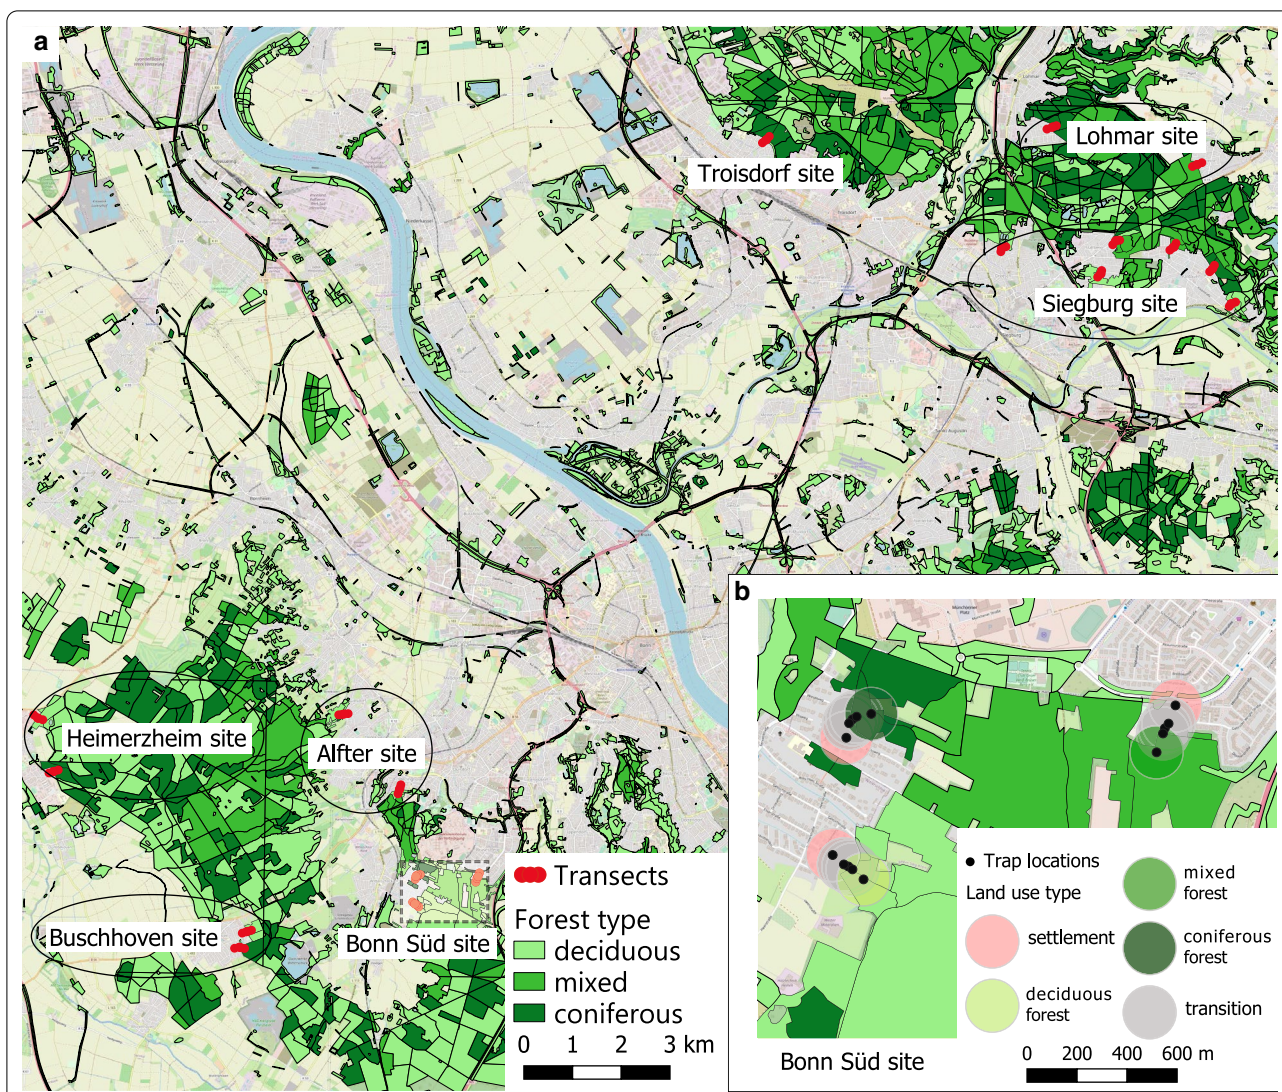 a
Lohmar site
Troisdorf site
Siegburg site
Heimerzheim site
Alfter site
Buschhoven site
Bonn Süd site
Transects
Forest type
deciduous
mixed
coniferous
0 1 2 3 km
b
Trap locations
Land use type
settlement
deciduous
forest
mixed
forest
coniferous
forest
transition
Bonn Süd site
0 200 400 600 m